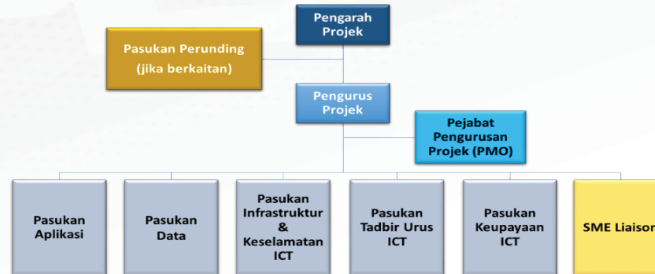 Pengarah
Projek
Pasukan Perunding
(jika berkaitan)
Pengurus
Projek
Pejabat
Pengurusan
Projek (PMO)
Pasukan
Aplikasi
Pasukan
Data
Pasukan
Infrastruktur
&
Keselamatan
ICT
Pasukan
Tadbir Urus
ICT
Pasukan
Keupayaan
ICT
SME Liaison